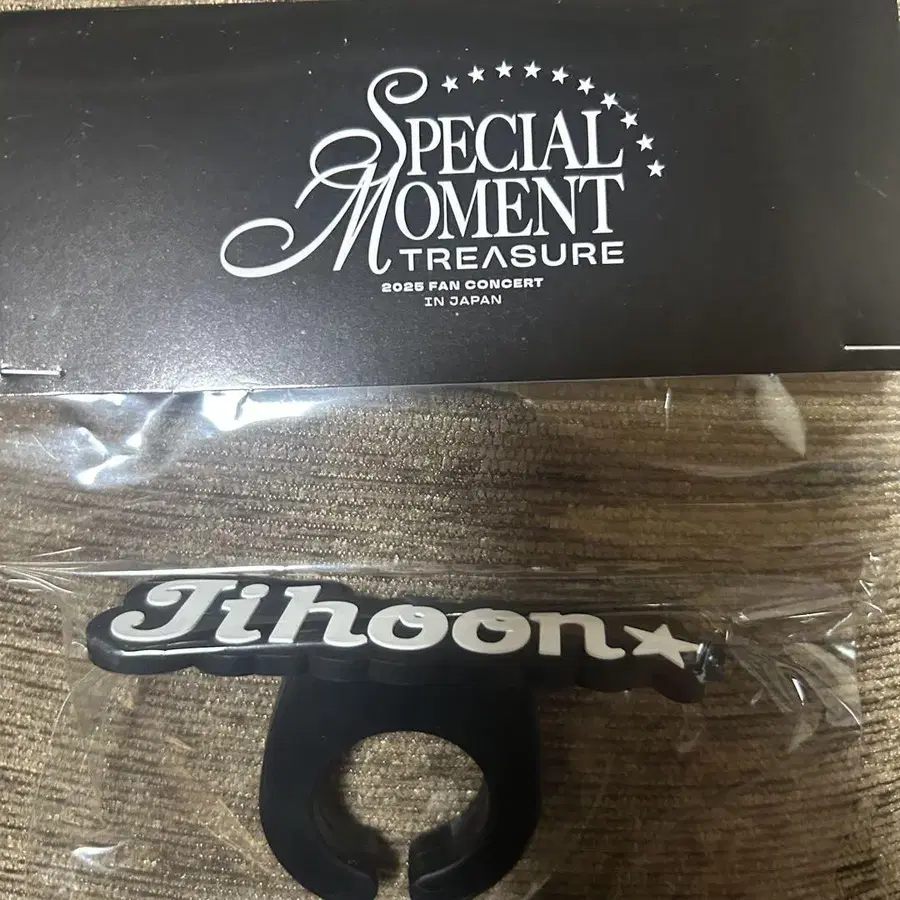 SPECIAL
MOMENT
TREASURE
2025 FAN CONCERT
IN JAPAN
Jihoon